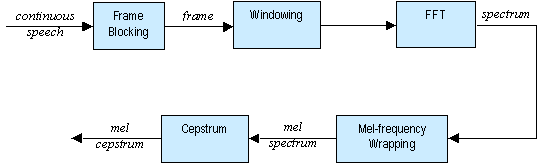 continuous
speech
Frame
Blocking
frame
Windowing
FFT
spectrum
Mel-frequency
Wrapping
mel
spectrum
Cepstrum
mel
cepstrum